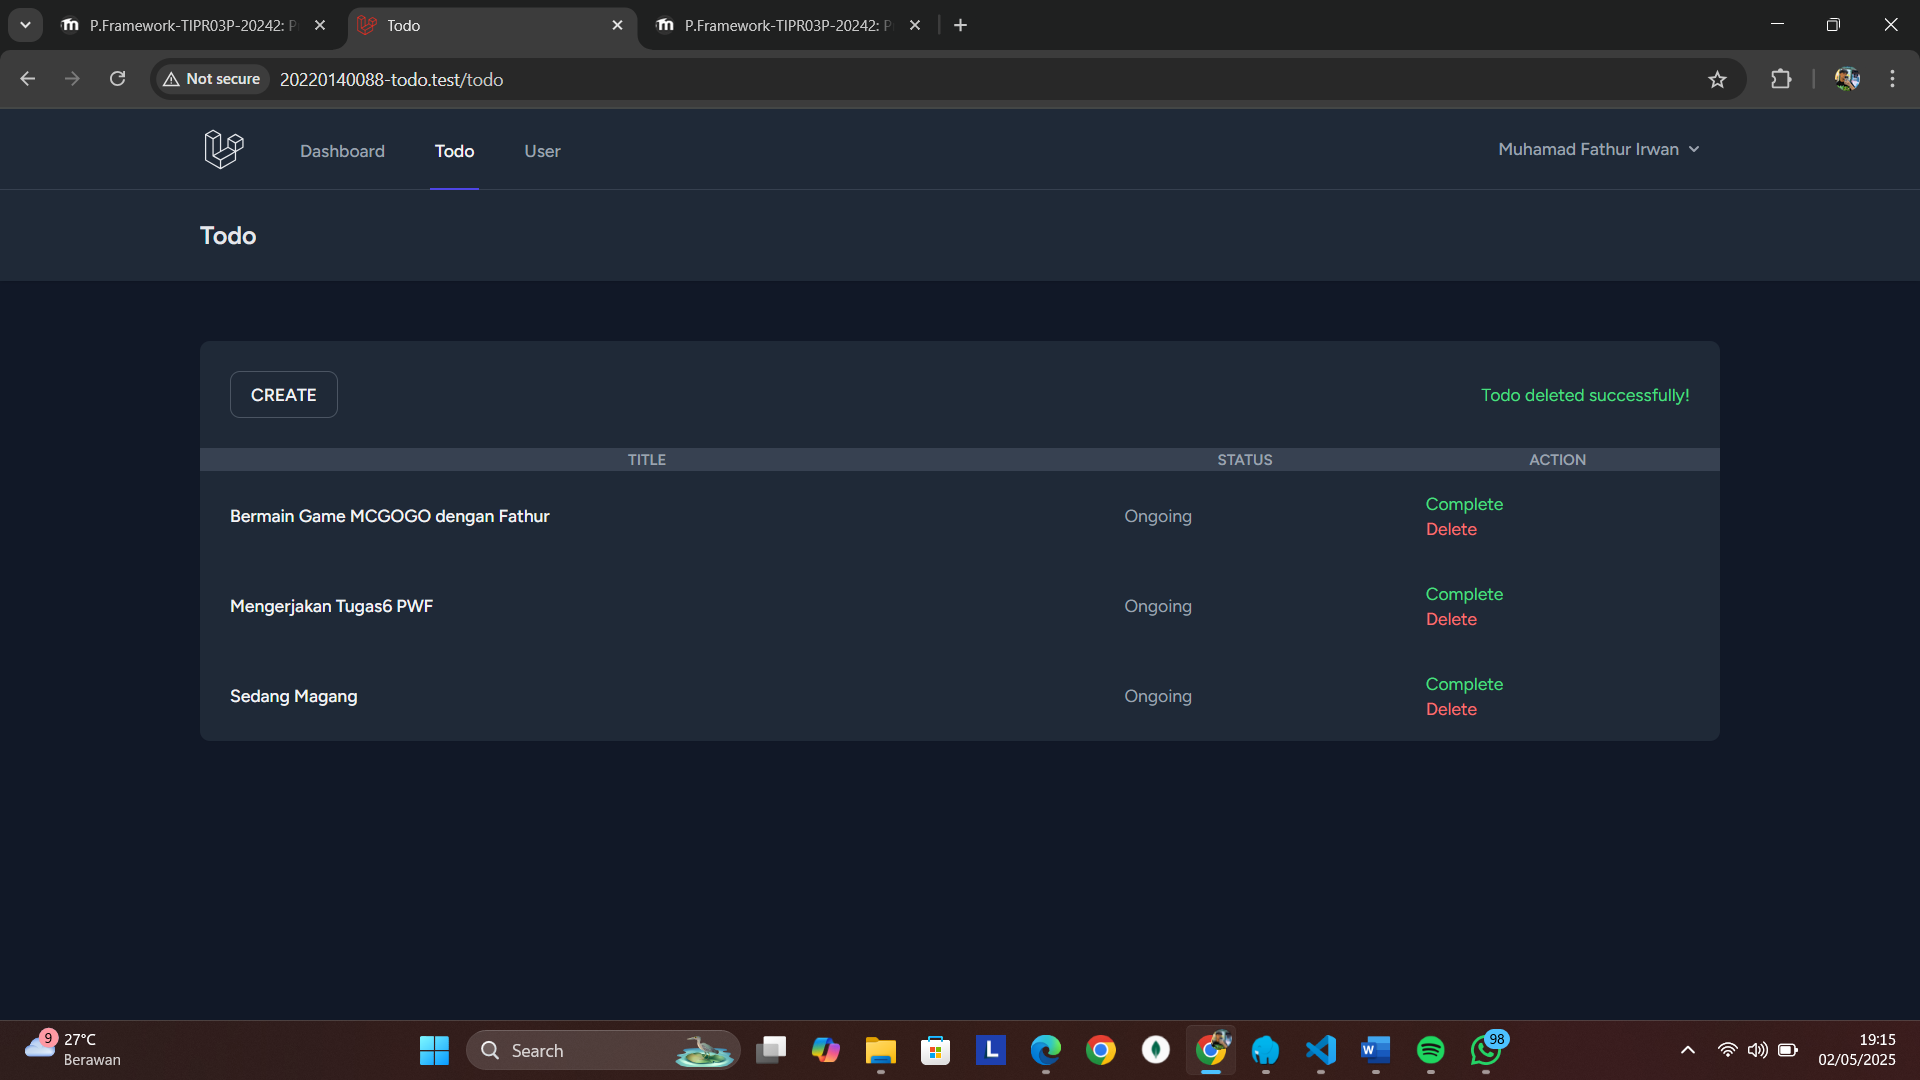 P.Framework-TIPR03P-20242: P
Todo
P.Framework-TIPR03P-20242: P
Not secure
20220140088-todo.test/todo
Dashboard
Todo
User
Muhamad Fathur Irwan
Todo
CREATE
Todo deleted successfully!
TITLE
STATUS
ACTION
Bermain Game MCGOGO dengan Fathur
Ongoing
Complete
Delete
Mengerjakan Tugas6 PWF
Ongoing
Complete
Delete
Sedang Magang
Ongoing
Complete
Delete
9
27°C
Berawan
Search
L
W
98
19:15
02/05/2025